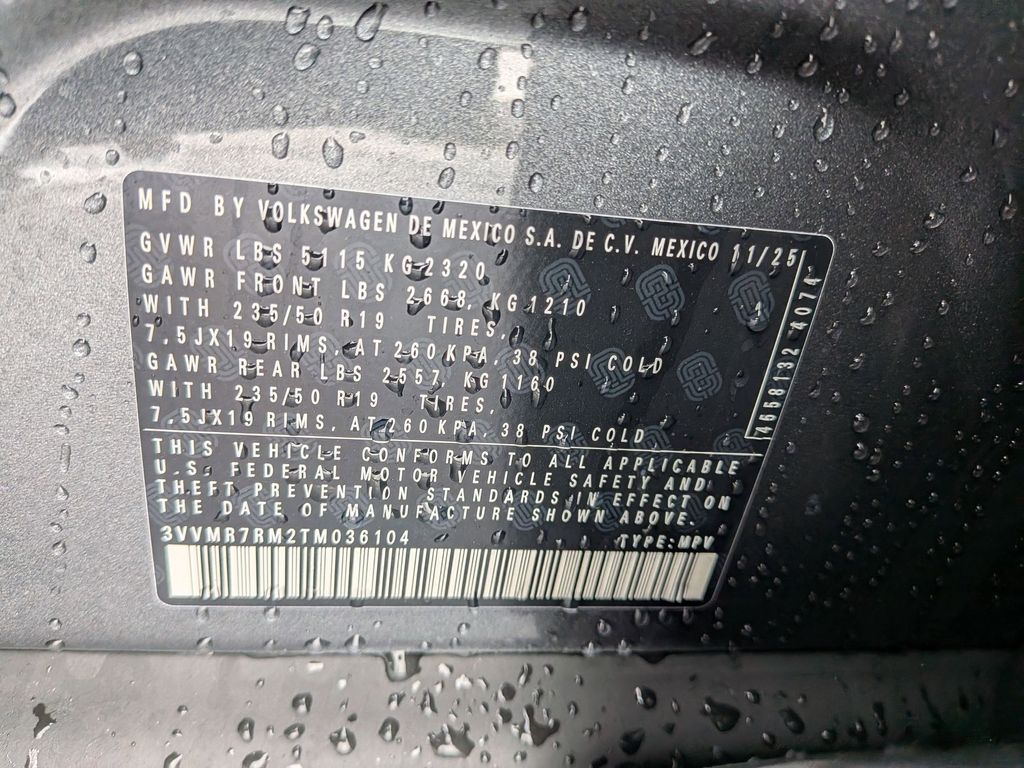 MFD BY VOLKSWAGEN DE MEXICO S.A. DE C.V. MEXICO 11/25
GVWR LBS 5115 KG 2320
GAWR FRONT LBS 2668, KG 1210
WITH 235/50 R19 TIRES,
7.5JX19 RIMS, AT 260 KPA, 38 PSI COLD
GAWR REAR LBS 2557, KG 1160
WITH 235/50 R19 TIRES,
7.5JX19 RIMS, AT 260 KPA, 38 PSI COLD
4558132 4074
THIS VEHICLE CONFORMS TO ALL APPLICABLE
U.S. FEDERAL MOTOR VEHICLE SAFETY AND
THEFT PREVENTION STANDARDS IN EFFECT ON
THE DATE OF MANUFACTURE SHOWN ABOVE.
3VVMR7RM2TM036104 TYPE:MPV